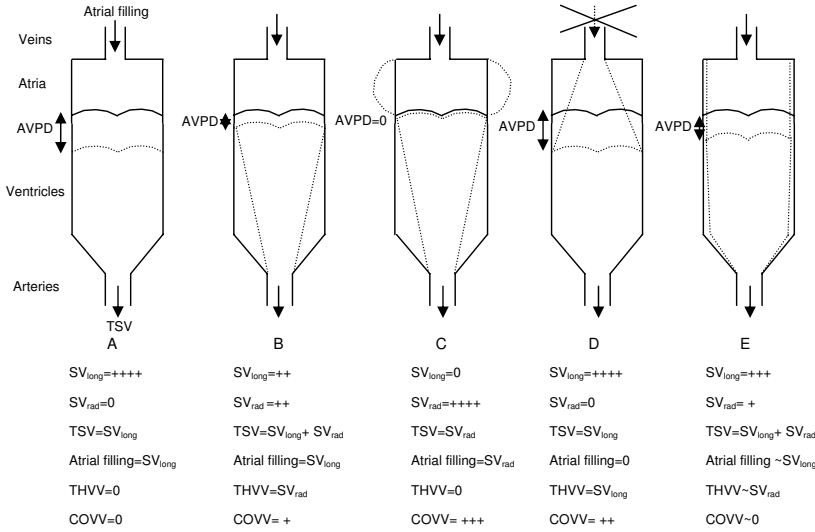 Atrial filling
Veins
Atria
AVPD
AVPD
AVPD=0
AVPD
AVPD
Ventricles
Arteries
TSV
A B C D E
SVlong=++++ SVlong=++ SVlong=0 SVlong=++++ SVlong=+++
SVrad=0 SVrad=++ SVrad=++++ SVrad=0 SVrad= +
TSV=SVlong TSV=SVlong+ SVrad TSV=SVrad TSV=SVlong TSV=SVlong+ SVrad
Atrial filling=SVlong Atrial filling=SVlong Atrial filling=SVrad Atrial filling=0 Atrial filling ~SVlong
THVV=0 THVV=SVrad THVV=0 THVV=SVlong THVV~SVrad
COVV=0 COVV= + COVV= +++ COVV= ++ COVV~0